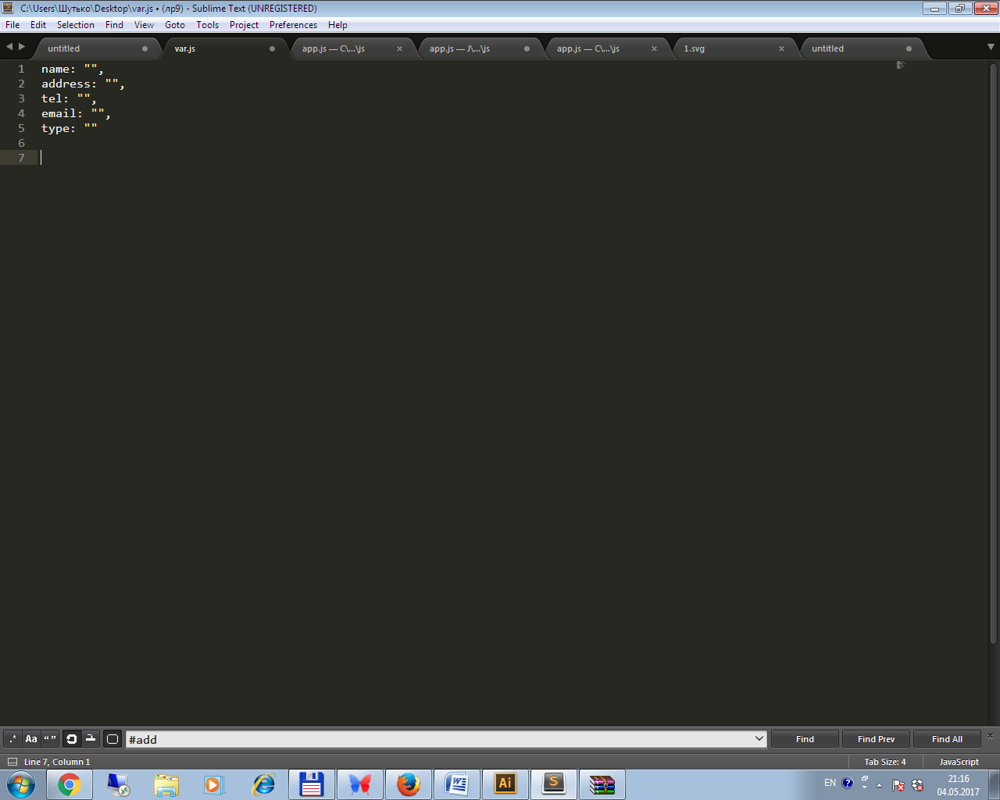 C:\Users\Шутько\Desktop\var.js • (лр9) - Sublime Text (UNREGISTERED)
File Edit Selection Find View Goto Tools Project Preferences Help
untitled var.js app.js — C\...\js app.js — J\...\js app.js — C\...\js 1.svg untitled
1 name: "",
2 address: "",
3 tel: "",
4 email: "",
5 type: ""
6
7
.* Aa “ ” #add Find Find Prev Find All
Line 7, Column 1 Tab Size: 4 JavaScript
Ai S EN ? 21:16
04.05.2017